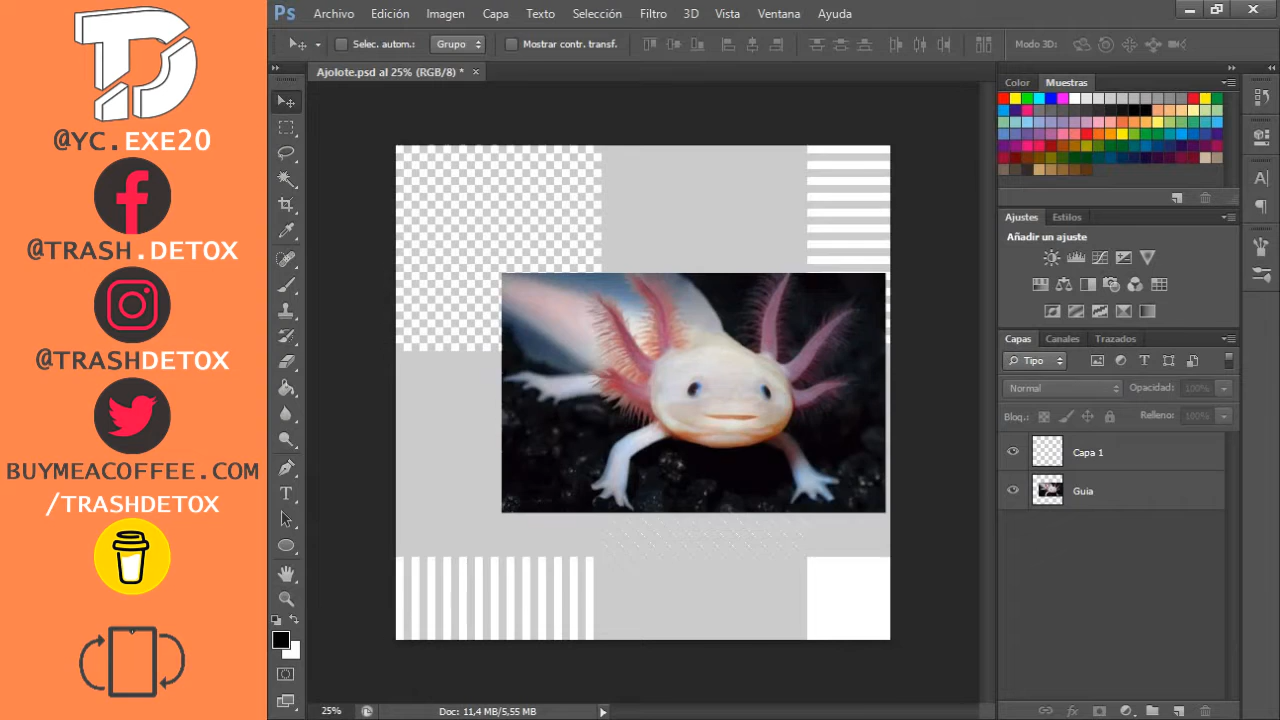 @YC.EXE20
@TRASH.DETOX
@TRASHDETOX
BUYMEACOFFEE.COM
/TRASHDETOX
Ps Archivo Edición Imagen Capa Texto Selección Filtro 3D Vista Ventana Ayuda
Selec. autom.: Grupo Mostrar contr. transf. Modo 3D:
Ajolote.psd al 25% (RGB/8) *
Color Muestras
Ajustes Estilos
Añadir un ajuste
Capas Canales Trazados
Tipo
Normal Opacidad: 100%
Bloq.: Relleno: 100%
Capa 1
Guia
25% Doc: 11,4 MB/5,55 MB